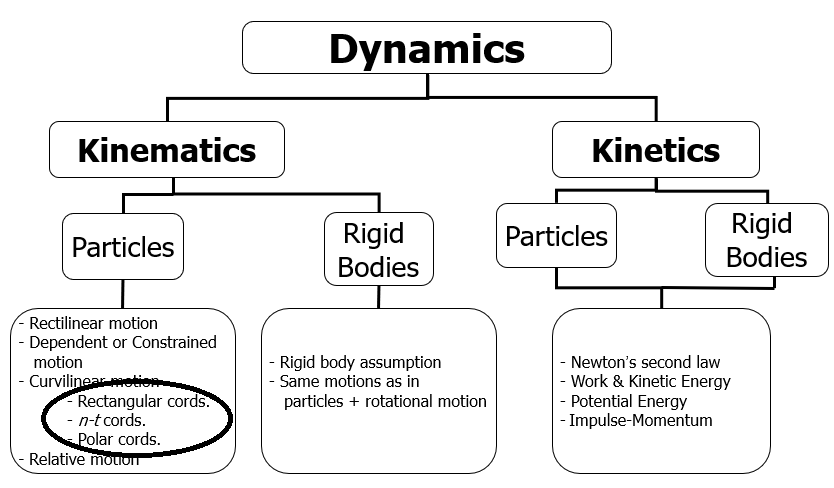 Dynamics
Kinematics
Kinetics
Particles
Rigid
Bodies
Particles
Rigid
Bodies
- Rectilinear motion
- Dependent or Constrained
motion
- Curvilinear motion
- Rectangular cords.
- n-t cords.
- Polar cords.
- Relative motion
- Rigid body assumption
- Same motions as in
particles + rotational motion
- Newton's second law
- Work & Kinetic Energy
- Potential Energy
- Impulse-Momentum